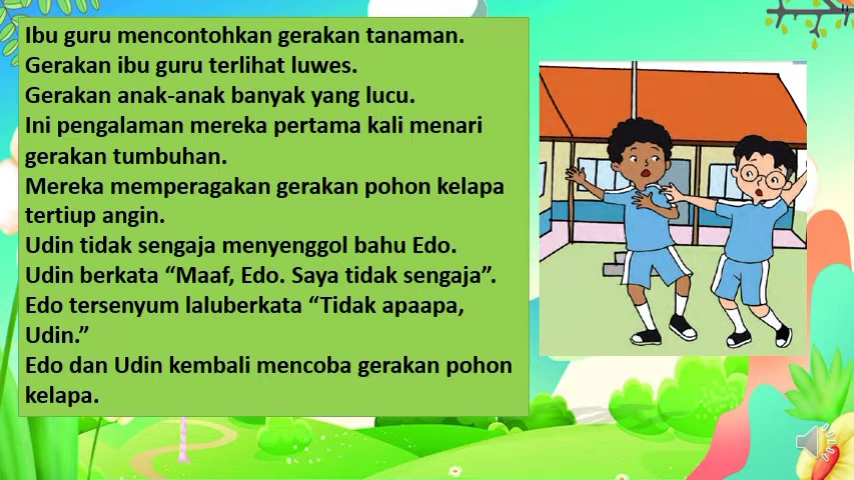 Ibu guru mencontohkan gerakan tanaman.
Gerakan ibu guru terlihat luwes.
Gerakan anak-anak banyak yang lucu.
Ini pengalaman mereka pertama kali menari
gerakan tumbuhan.
Mereka memperagakan gerakan pohon kelapa
tertiup angin.
Udin tidak sengaja menyenggol bahu Edo.
Udin berkata “Maaf, Edo. Saya tidak sengaja”.
Edo tersenyum laluberkata “Tidak apaapa,
Udin.”
Edo dan Udin kembali mencoba gerakan pohon
kelapa.